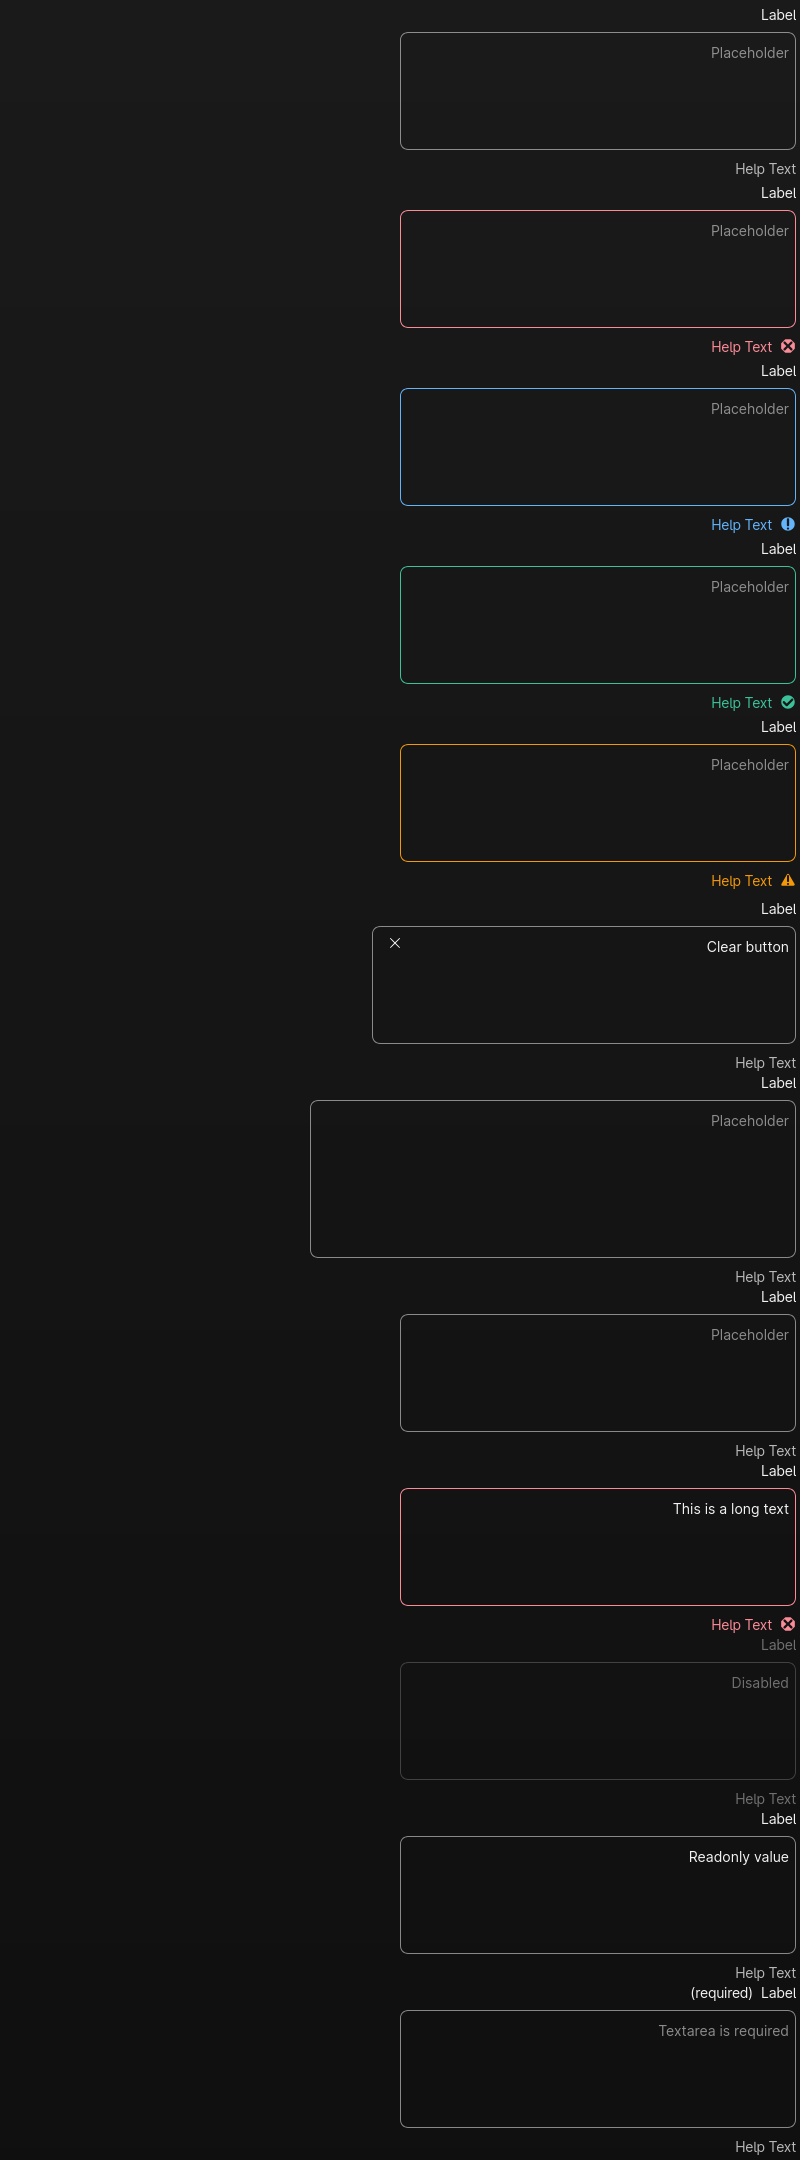 Label
Placeholder
Help Text
Label
Placeholder
Help Text
Label
Placeholder
Help Text
Label
Placeholder
Help Text
Label
Placeholder
Help Text
Label
Clear button
Help Text
Label
Placeholder
Help Text
Label
Placeholder
Help Text
Label
This is a long text
Help Text
Label
Disabled
Help Text
Label
Readonly value
Help Text
(required) Label
Textarea is required
Help Text